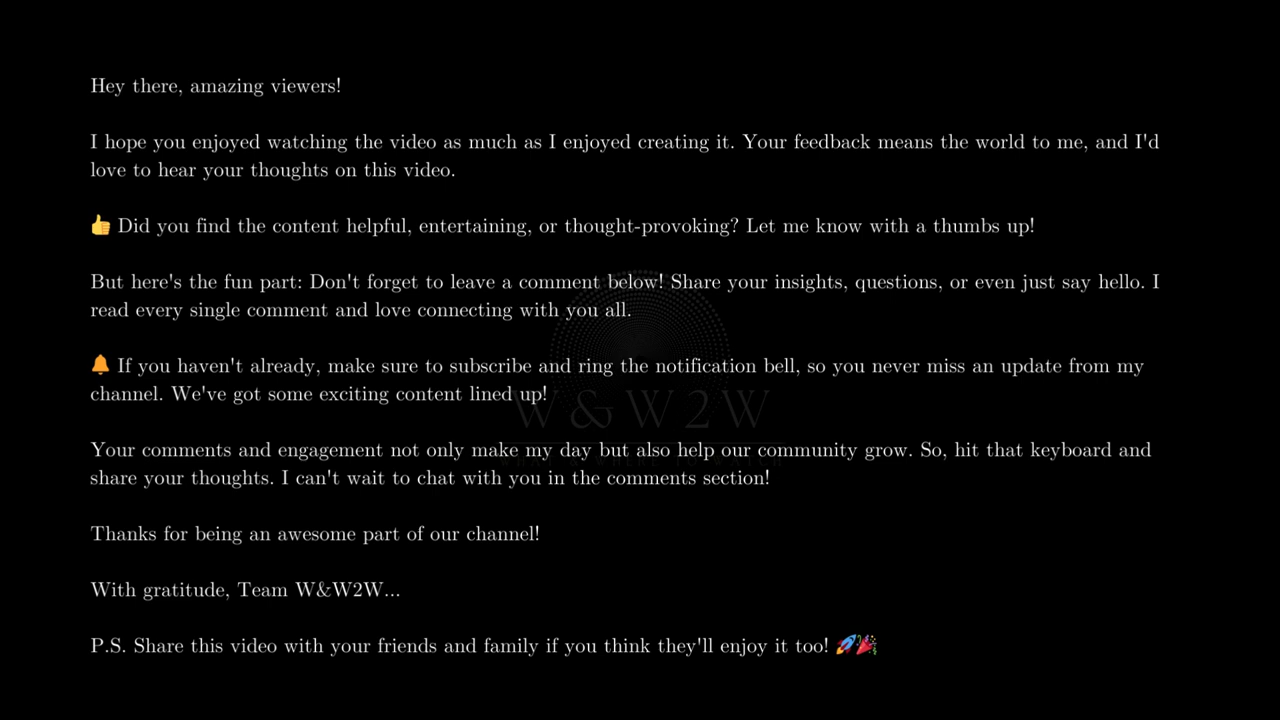 Hey there, amazing viewers!
I hope you enjoyed watching the video as much as I enjoyed creating it. Your feedback means the world to me, and I'd
love to hear your thoughts on this video.
👍 Did you find the content helpful, entertaining, or thought-provoking? Let me know with a thumbs up!
But here's the fun part: Don't forget to leave a comment below! Share your insights, questions, or even just say hello. I
read every single comment and love connecting with you all.
🔔 If you haven't already, make sure to subscribe and ring the notification bell, so you never miss an update from my
channel. We've got some exciting content lined up!
W&W2W
Your comments and engagement not only make my day but also help our community grow. So, hit that keyboard and
share your thoughts. I can't wait to chat with you in the comments section!
Thanks for being an awesome part of our channel!
With gratitude, Team W&W2W...
P.S. Share this video with your friends and family if you think they'll enjoy it too! 🚀🎉